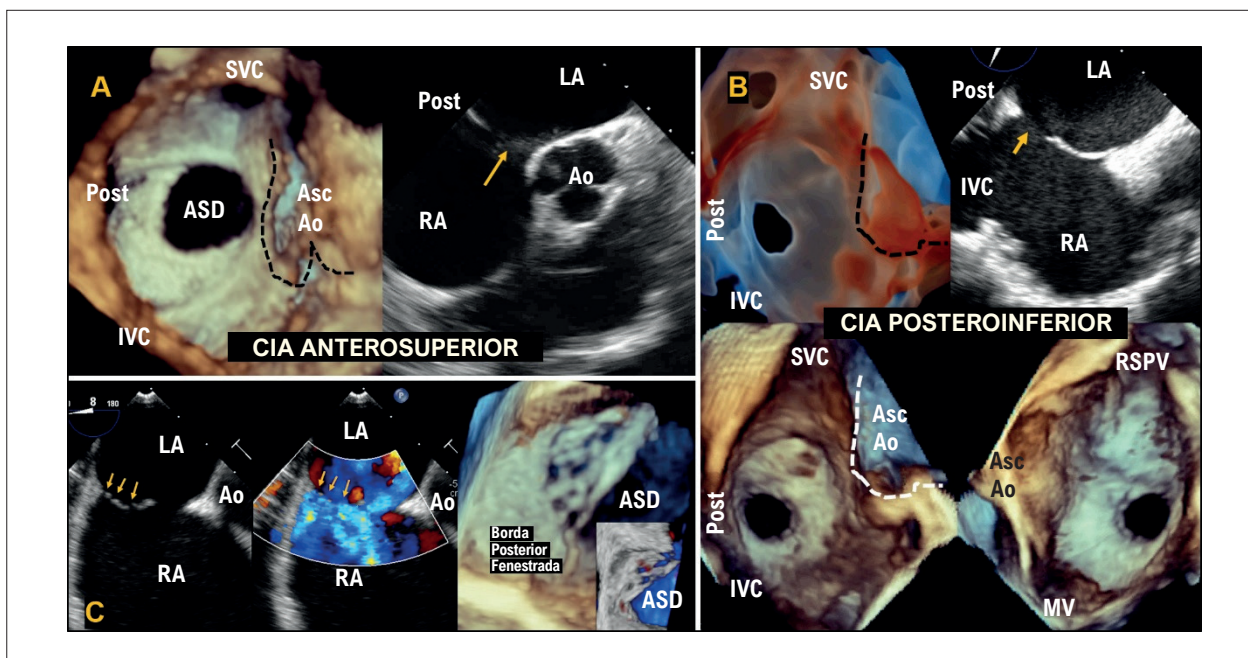 A
SVC
Post
ASD
Asc
Ao
IVC
LA
Post
Ao
RA
CIA ANTEROSUPERIOR
B
SVC
Post
IVC
LA
Post
IVC
RA
CIA POSTEROINFERIOR
SVC
Asc
Ao
Post
IVC
RSPV
Asc
Ao
MV
C
0 8 180
LA
Ao
RA
LA
Ao
RA
ASD
Borda
Posterior
Fenestrada
ASD